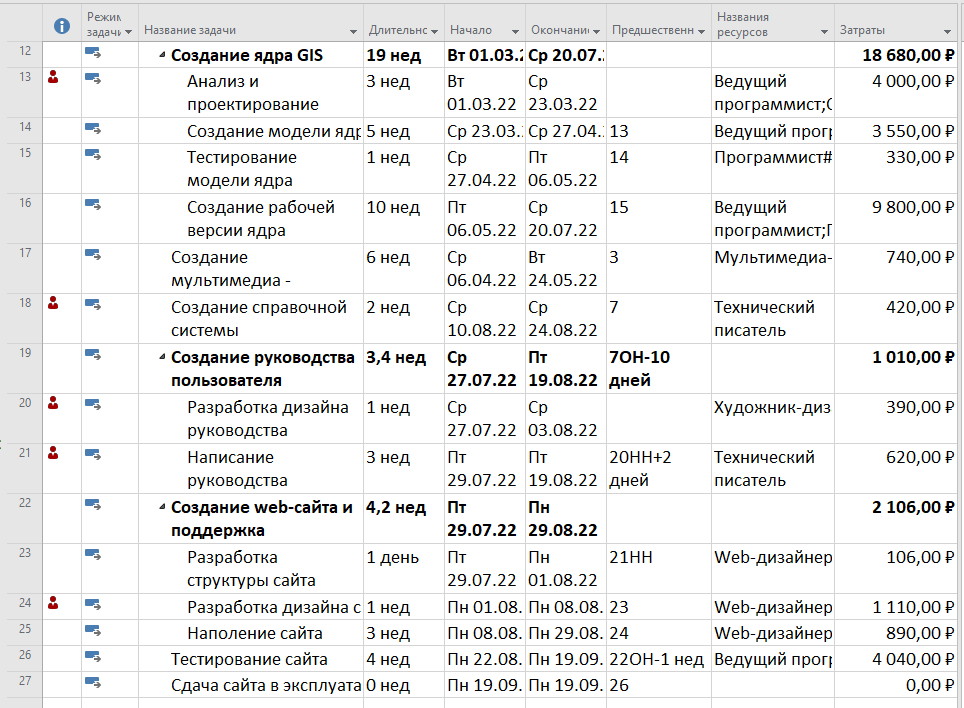 Режим
задачи
Название задачи
Длительность
Начало
Окончание
Предшественн
Названия
ресурсов
Затраты
12 Создание ядра GIS 19 нед Вт 01.03.2 Ср 20.07.2 18 680,00 ₽
13 Анализ и
проектирование
3 нед Вт
01.03.22
Ср
23.03.22
Ведущий
программист;
4 000,00 ₽
14 Создание модели ядр 5 нед Ср 23.03. Ср 27.04. 13 Ведущий прогр 3 550,00 ₽
15 Тестирование
модели ядра
1 нед Ср
27.04.22
Пт
06.05.22
14 Программист# 330,00 ₽
16 Создание рабочей
версии ядра
10 нед Пт
06.05.22
Ср
20.07.22
15 Ведущий
программист;
9 800,00 ₽
17 Создание
мультимедиа -
6 нед Ср
06.04.22
Вт
24.05.22
3 Мультимедиа- 740,00 ₽
18 Создание справочной
системы
2 нед Ср
10.08.22
Ср
24.08.22
7 Технический
писатель
420,00 ₽
19 Создание руководства
пользователя
3,4 нед Ср
27.07.22
Пт
19.08.22
7ОН-10
дней
1 010,00 ₽
20 Разработка дизайна
руководства
1 нед Ср
27.07.22
Ср
03.08.22
Художник-диз 390,00 ₽
21 Написание
руководства
3 нед Пт
29.07.22
Пт
19.08.22
20НН+2
дней
Технический
писатель
620,00 ₽
22 Создание web-сайта и
поддержка
4,2 нед Пт
29.07.22
Пн
29.08.22
2 106,00 ₽
23 Разработка
структуры сайта
1 день Пт
29.07.22
Пн
01.08.22
21НН Web-дизайнер 106,00 ₽
24 Разработка дизайна с 1 нед Пн 01.08. Пн 08.08. 23 Web-дизайнер 1 110,00 ₽
25 Наполение сайта 3 нед Пн 08.08. Пн 29.08. 24 Web-дизайнер 890,00 ₽
26 Тестирование сайта 4 нед Пн 22.08. Пн 19.09. 22ОН-1 нед Ведущий прогр 4 040,00 ₽
27 Сдача сайта в эксплуата 0 нед Пн 19.09. Пн 19.09. 26 0,00 ₽